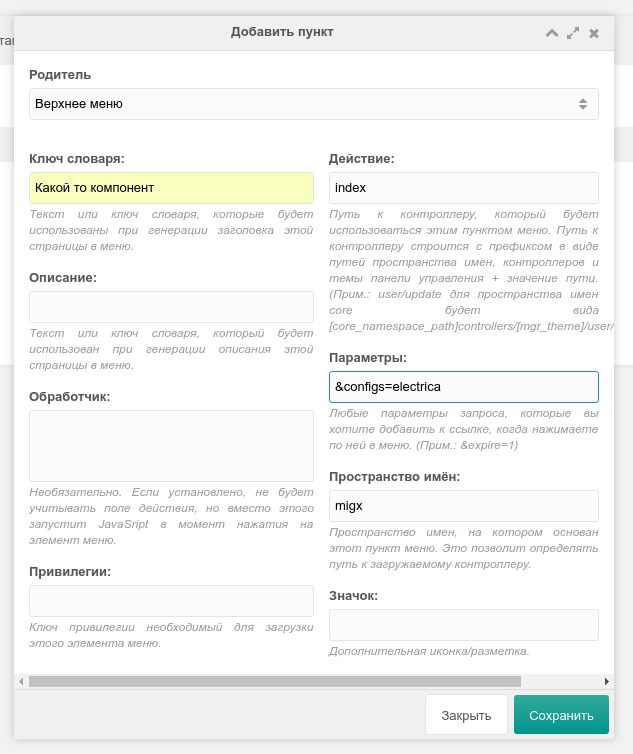 Добавить пункт
та
Родитель
Верхнее меню
Ключ словаря:
Какой то компонент
Текст или ключ словаря, которые будет
использованы при генерации заголовка этой
страницы в меню.
Описание:
Текст или ключ словаря, который будет
использован при генерации описания этой
страницы в меню.
Обработчик:
Необязательно. Если установлено, не будет
учитывать поле действия, но вместо этого
запустит JavaSript в момент нажатия на
элемент меню.
Привилегии:
Ключ привилегии необходимый для загрузки
этого элемента меню.
Действие:
index
Путь к контроллеру, который будет
использоваться этим пунктом меню. Путь к
контроллеру строится с префиксом в виде
путей пространства имен, контроллеров и
темы панели управления + значение пути.
(Прим.: user/update для пространства имен
core будет вида
[core_namespace_path]controllers/[mgr_theme]/user/
Параметры:
&configs=electrica
Любые параметры запроса, которые вы
хотите добавить к ссылке, когда нажимаете
по ней в меню. (Прим.: &expire=1)
Пространство имён:
migx
Пространство имен, на котором основан
этот пункт меню. Это позволит определять
путь к загружаемому контроллеру.
Значок:
Дополнительная иконка/разметка.
Закрыть
Сохранить